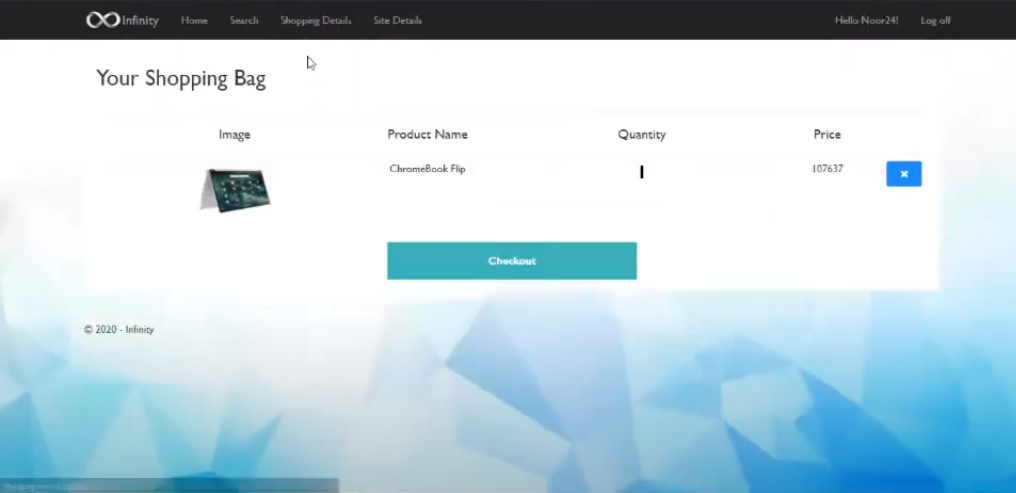 Infinity Home Search Shopping Details Site Details Hello Noor24! Log off
Your Shopping Bag
Image Product Name Quantity Price
ChromeBook Flip 1 107637 ×
Checkout
© 2020 - Infinity